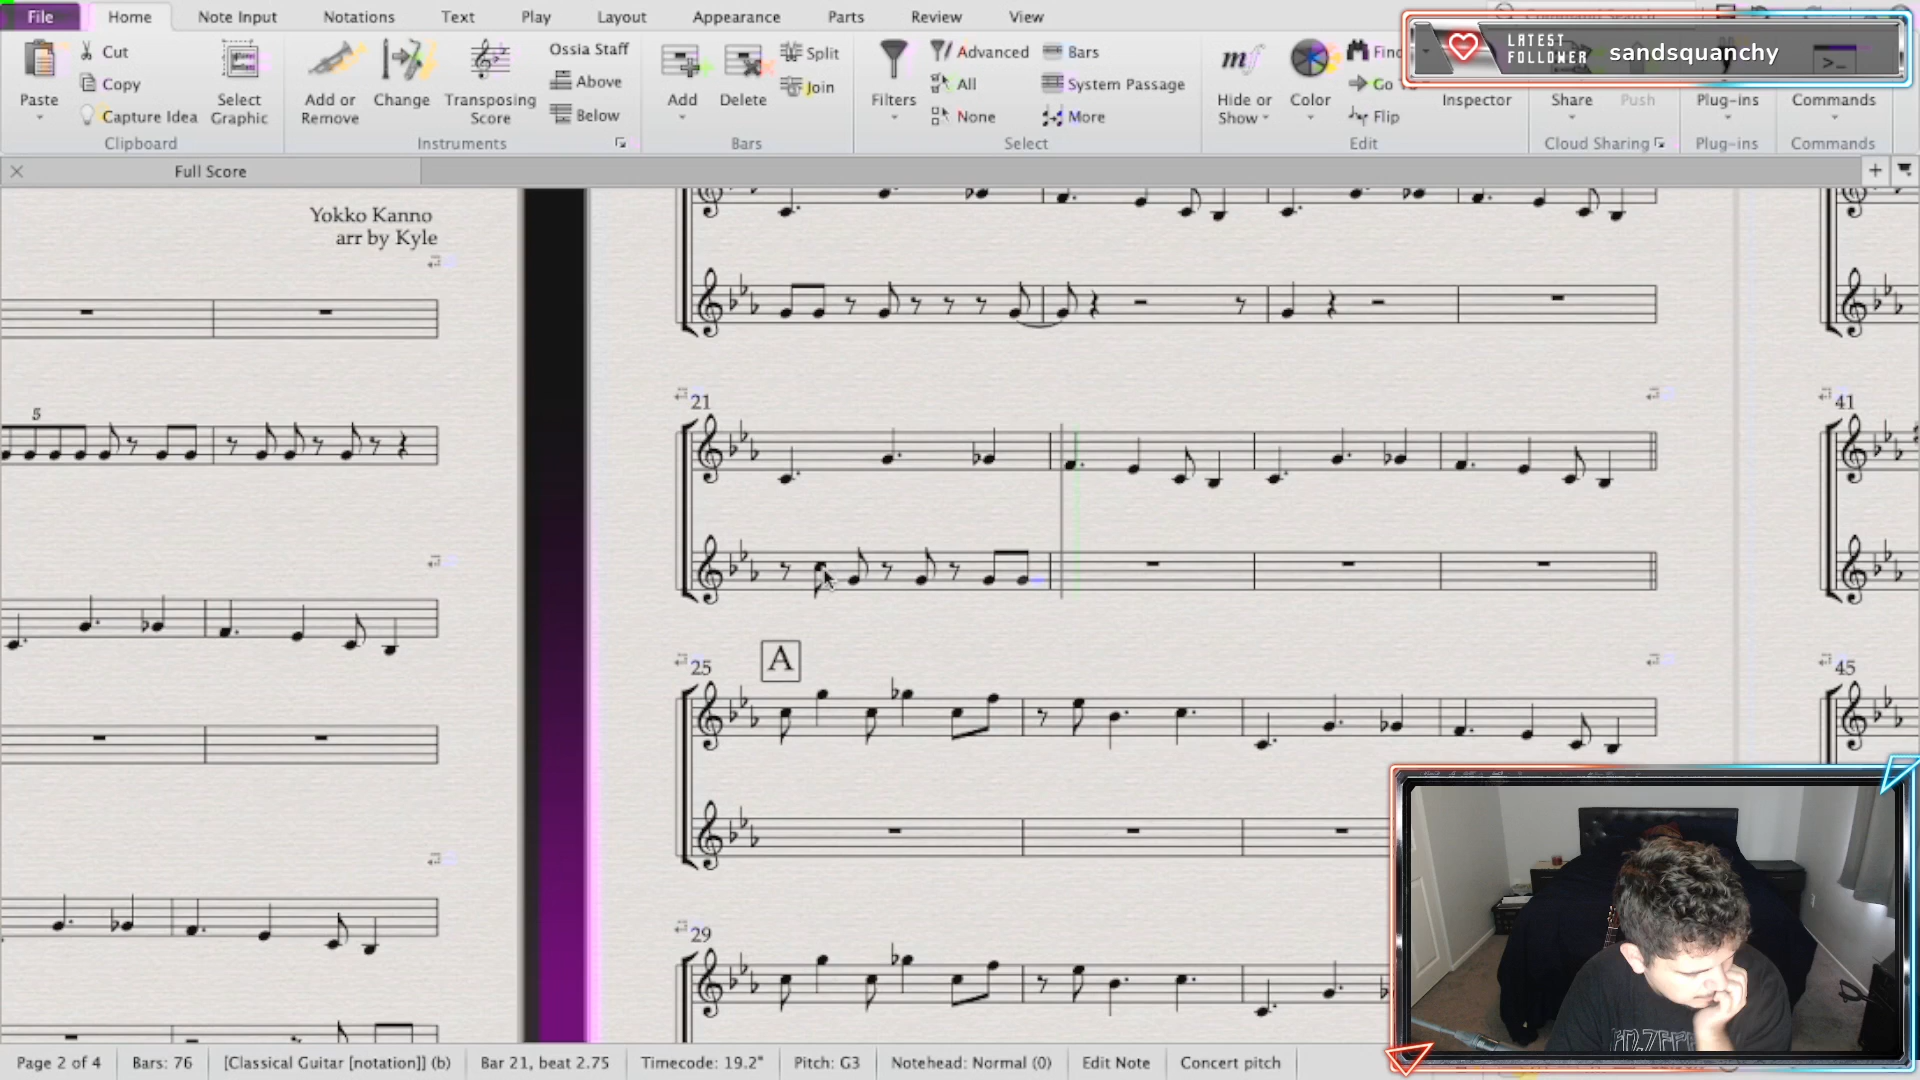 File Home Note Input Notations Text Play Layout Appearance Parts Review View
LATEST FOLLOWER sandsquanchy
Paste Cut Copy Capture Idea Select Graphic Clipboard
Add or Remove Change Transposing Score Ossia Staff Above Below Instruments
Add Delete Split Join Bars
Filters Advanced All None Bars System Passage More Select
Hide or Show Color Find Go To Flip Edit
Inspector
Share Push Cloud Sharing
Plug-ins Plug-ins
Commands Commands
Full Score
Yokko Kanno
arr by Kyle
5
21
41
A
25
45
29
Page 2 of 4 Bars: 76 [Classical Guitar [notation]] (b) Bar 21, beat 2.75 Timecode: 19.2" Pitch: G3 Notehead: Normal (0) Edit Note Concert pitch